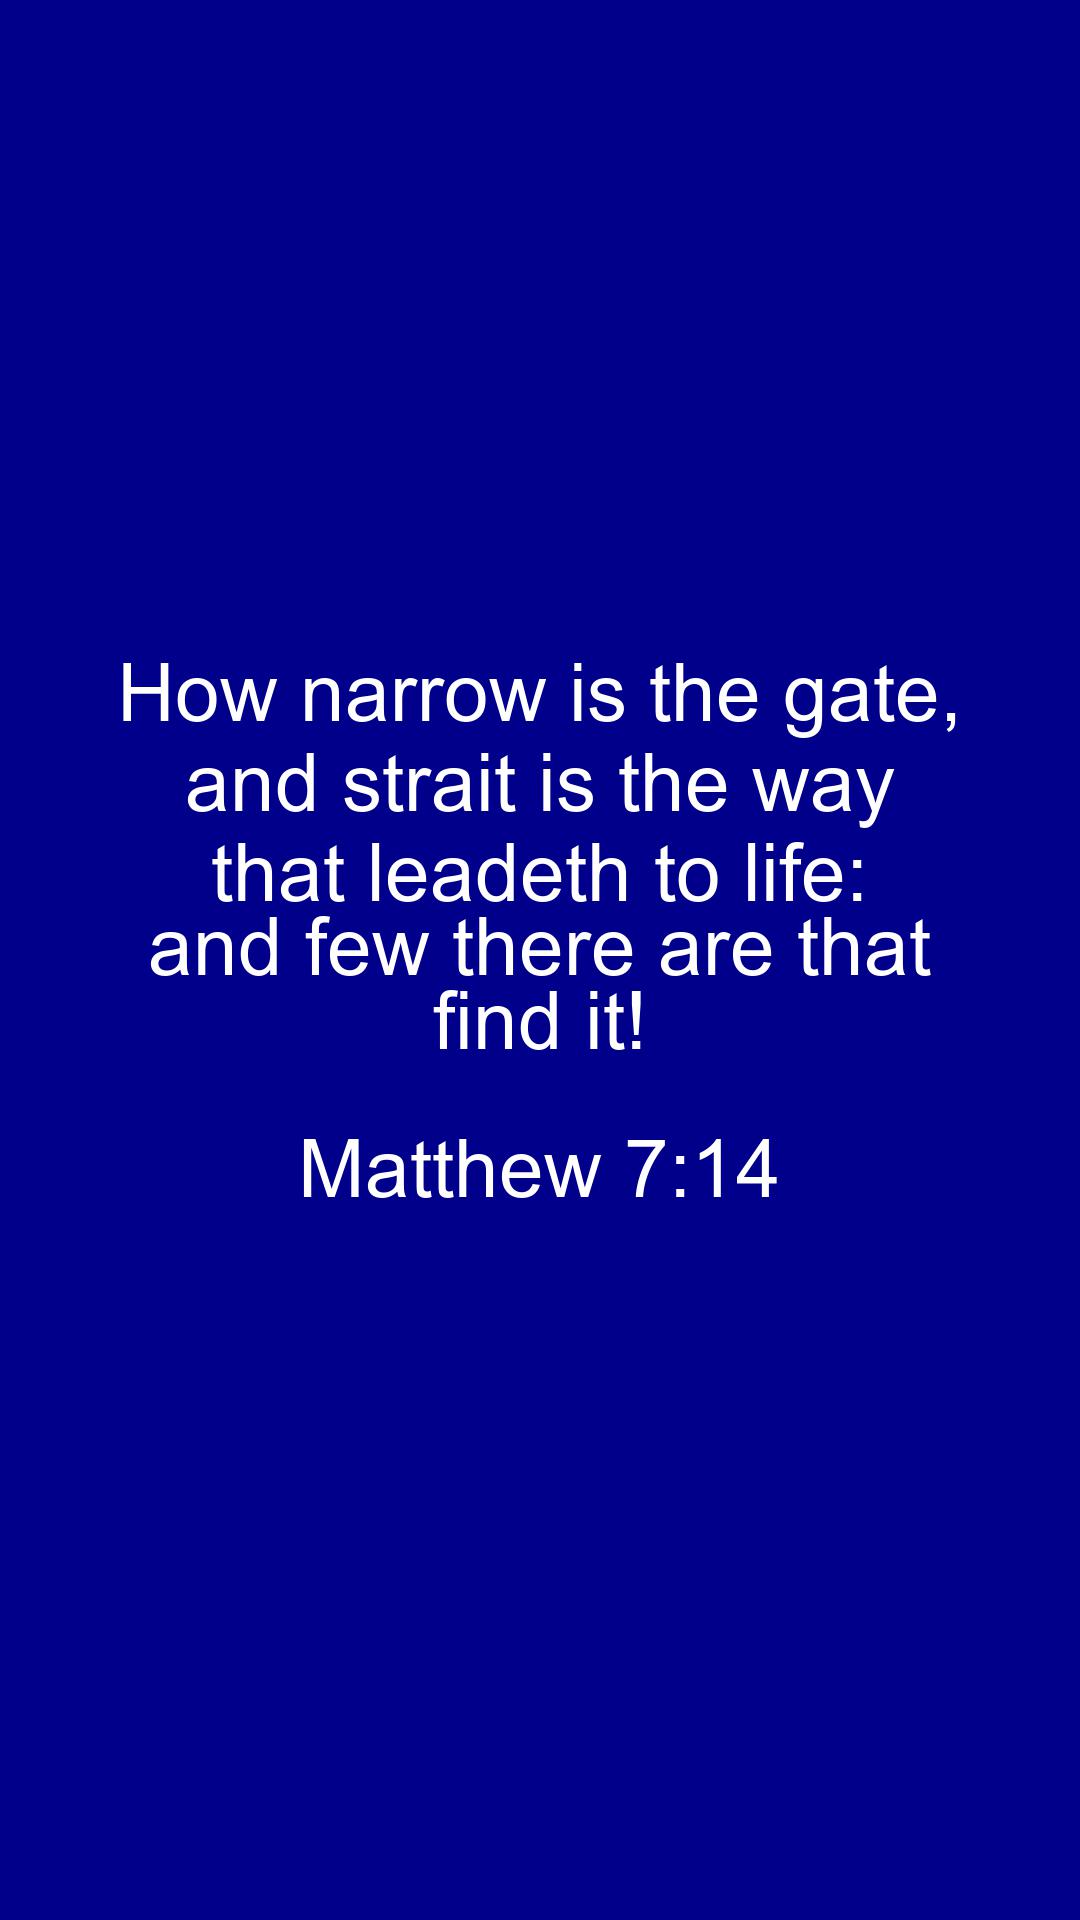 How narrow is the gate,
and strait is the way
that leadeth to life:
and few there are that
find it!
Matthew 7:14